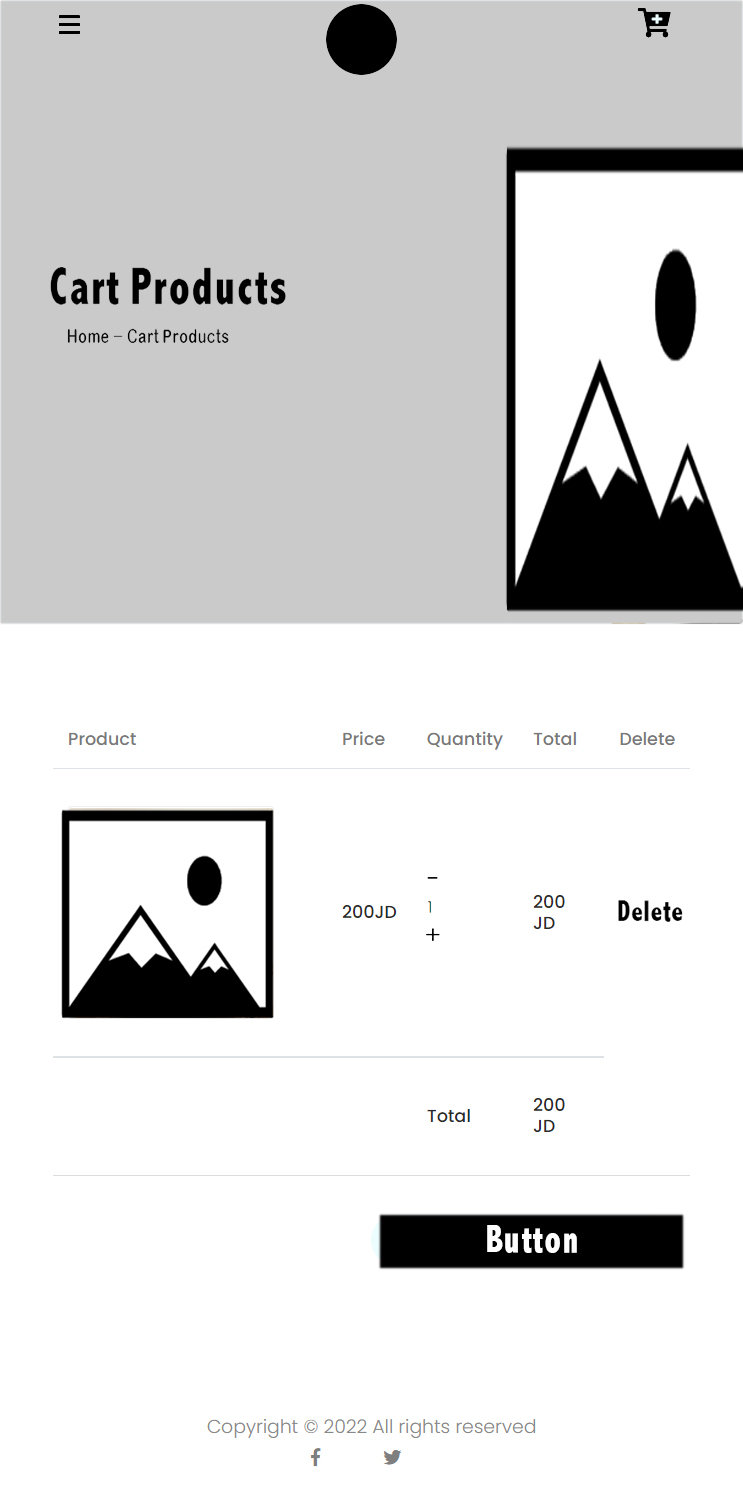 Cart Products
Home – Cart Products
Product Price Quantity Total Delete
−
200JD 1 200 JD Delete
+
Total 200 JD
Button
Copyright © 2022 All rights reserved